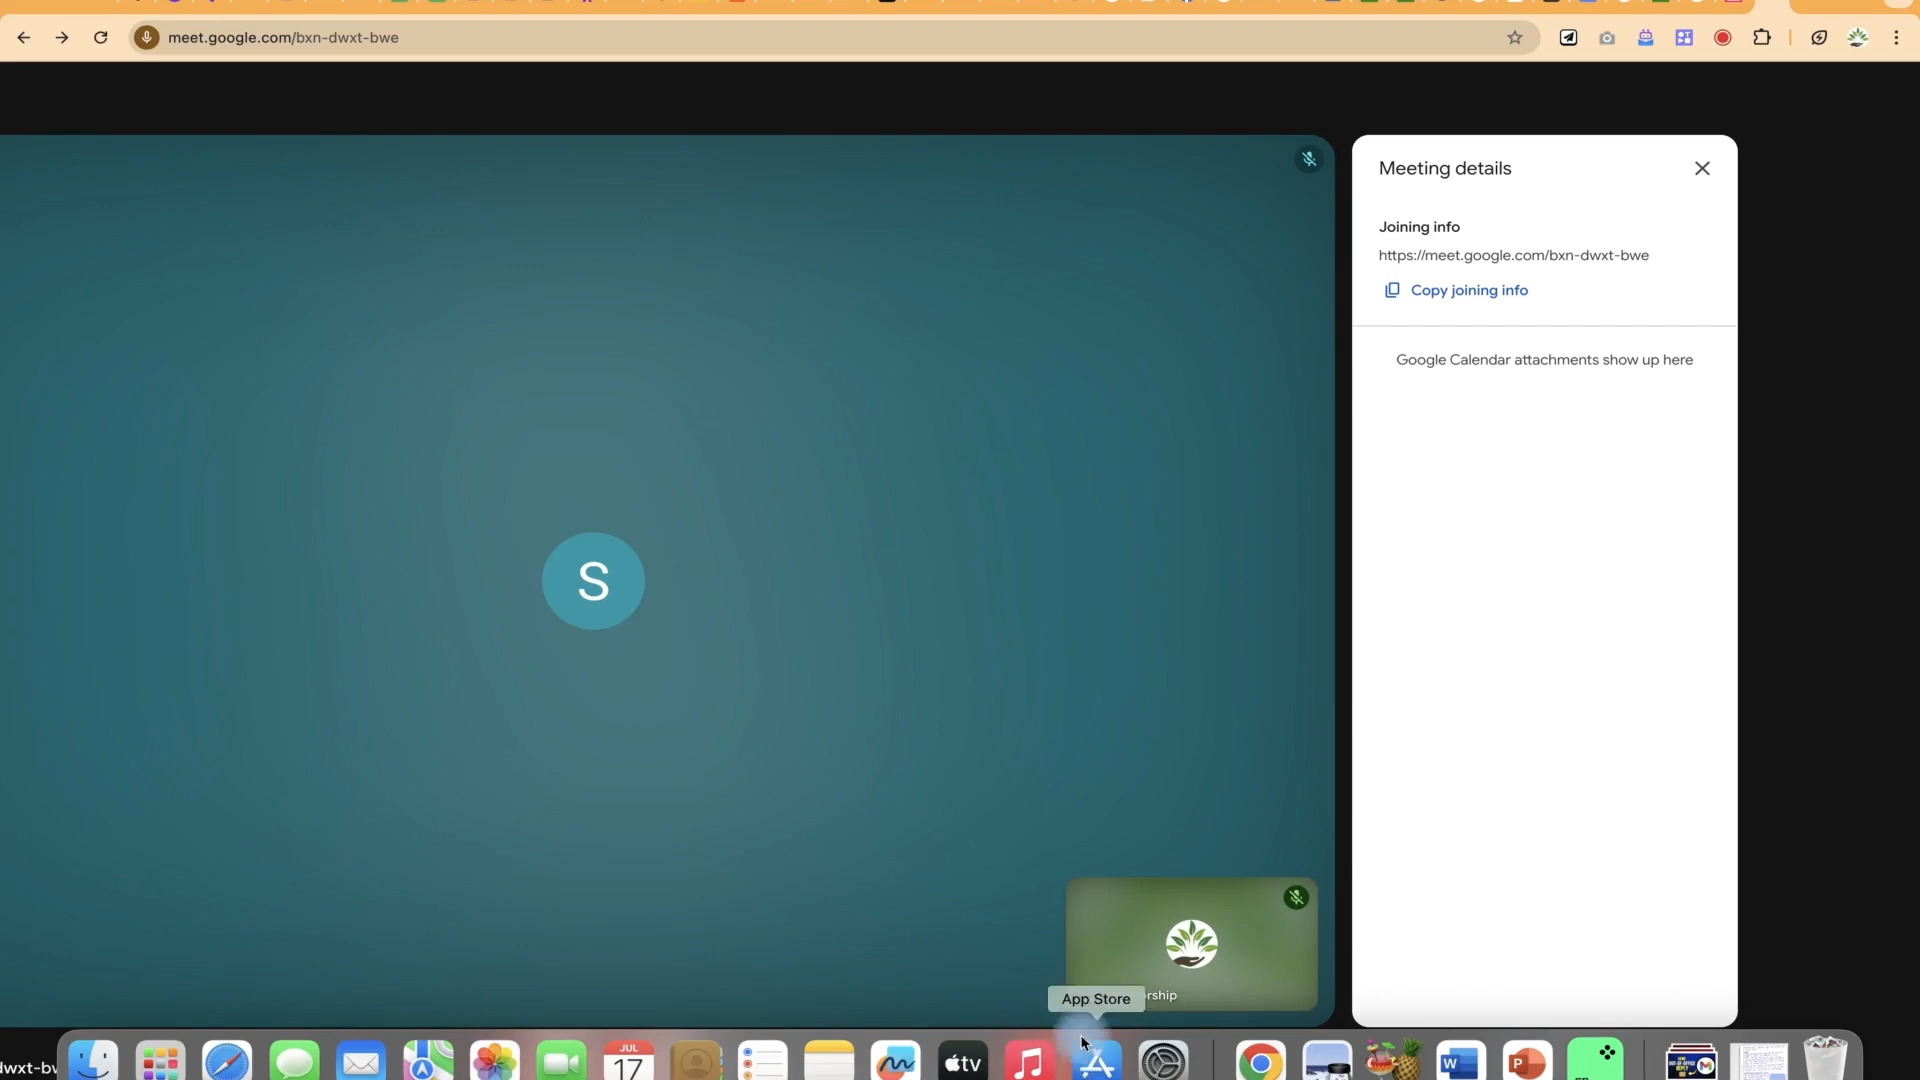 meet.google.com/bxn-dwxt-bwe
Meeting details
Joining info
https://meet.google.com/bxn-dwxt-bwe
Copy joining info
Google Calendar attachments show up here
S
App Store
JUL
17
tv
W
P